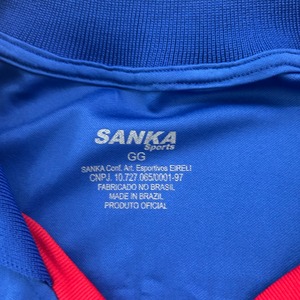 SANKA
Sports
GG
SANKA Conf. Art. Esportivos EIRELI
CNPJ. 10.727.065/0001-97
FABRICADO NO BRASIL
MADE IN BRAZIL
PRODUTO OFICIAL